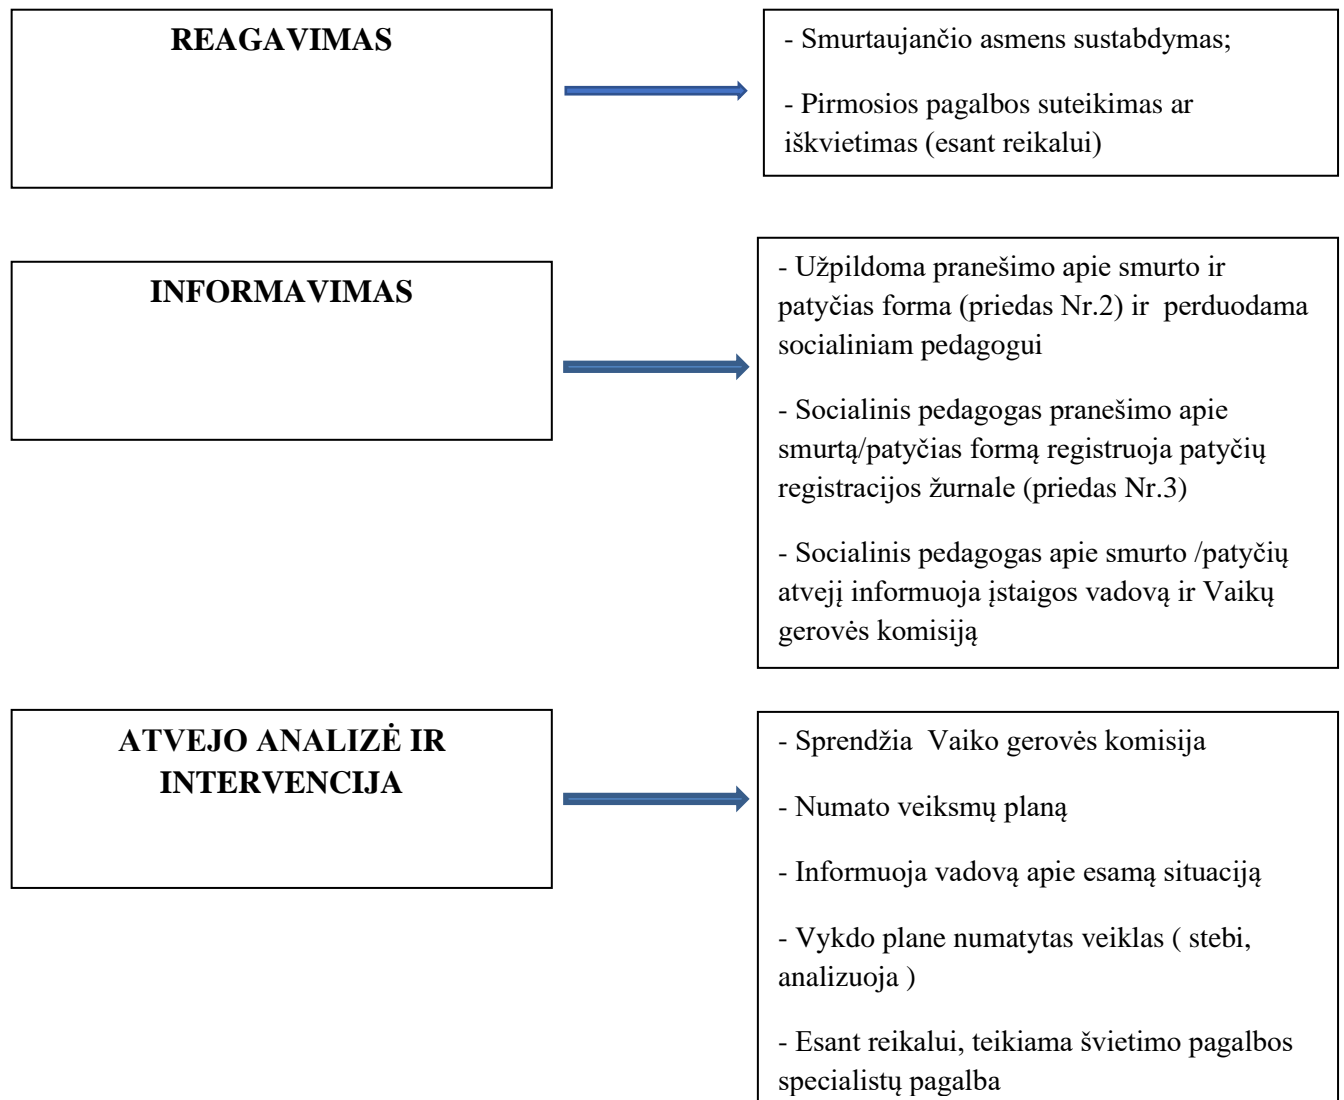 REAGAVIMAS
- Smurtaujančio asmens sustabdymas;
- Pirmosios pagalbos suteikimas ar
iškvietimas (esant reikalui)
INFORMAVIMAS
- Užpildoma pranešimo apie smurto ir
patyčias forma (priedas Nr.2) ir perduodama
socialiniam pedagogui
- Socialinis pedagogas pranešimo apie
smurtą/patyčias formą registruoja patyčių
registracijos žurnale (priedas Nr.3)
- Socialinis pedagogas apie smurto /patyčių
atvejį informuoja įstaigos vadovą ir Vaikų
gerovės komisiją
ATVEJO ANALIZĖ IR
INTERVENCIJA
- Sprendžia Vaiko gerovės komisija
- Numato veiksmų planą
- Informuoja vadovą apie esamą situaciją
- Vykdo plane numatytas veiklas ( stebi,
analizuoja )
- Esant reikalui, teikiama švietimo pagalbos
specialistų pagalba